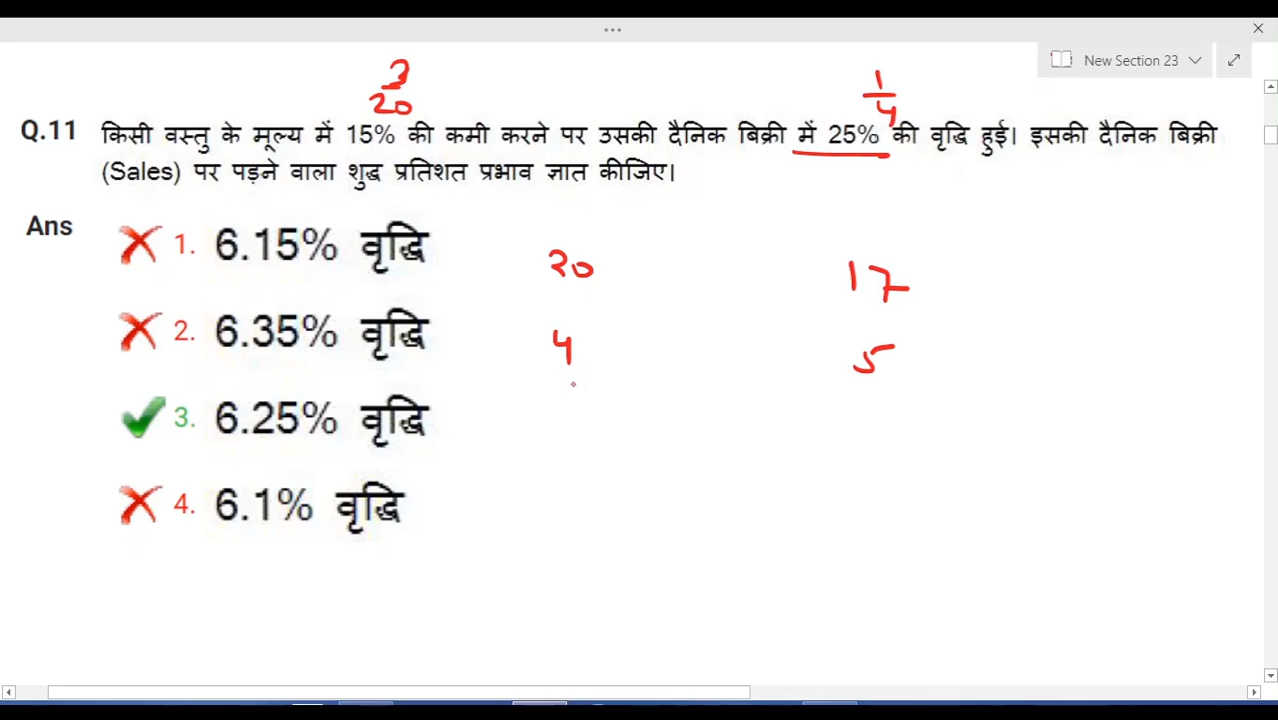 ...
New Section 23
3/20
1/4
Q.11 किसी वस्तु के मूल्य में 15% की कमी करने पर उसकी दैनिक बिक्री में 25% की वृद्धि हुई। इसकी दैनिक बिक्री
(Sales) पर पड़ने वाला शुद्ध प्रतिशत प्रभाव ज्ञात कीजिए।
Ans
1. 6.15% वृद्धि
20 17
2. 6.35% वृद्धि
4 5
3. 6.25% वृद्धि
4. 6.1% वृद्धि